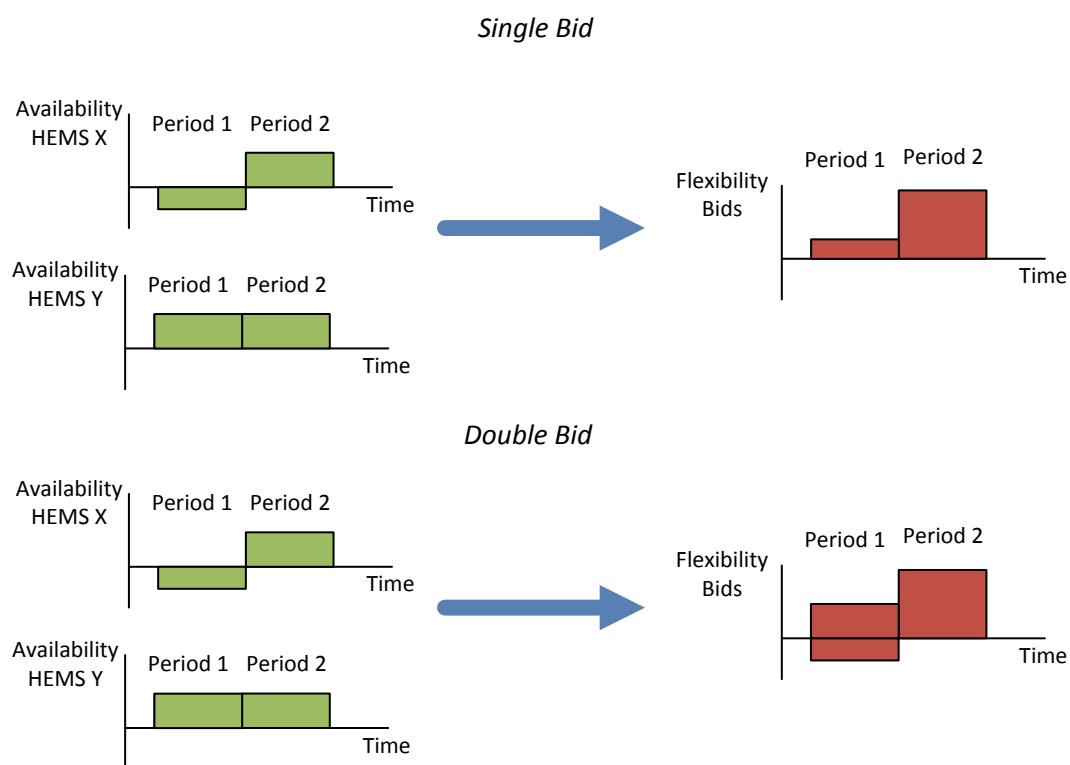 Single Bid
Availability
HEMS X
Period 1
Period 2
Time
Availability
HEMS Y
Period 1
Period 2
Time
Flexibility
Bids
Period 1
Period 2
Time
Double Bid
Availability
HEMS X
Period 1
Period 2
Time
Availability
HEMS Y
Period 1
Period 2
Time
Flexibility
Bids
Period 1
Period 2
Time